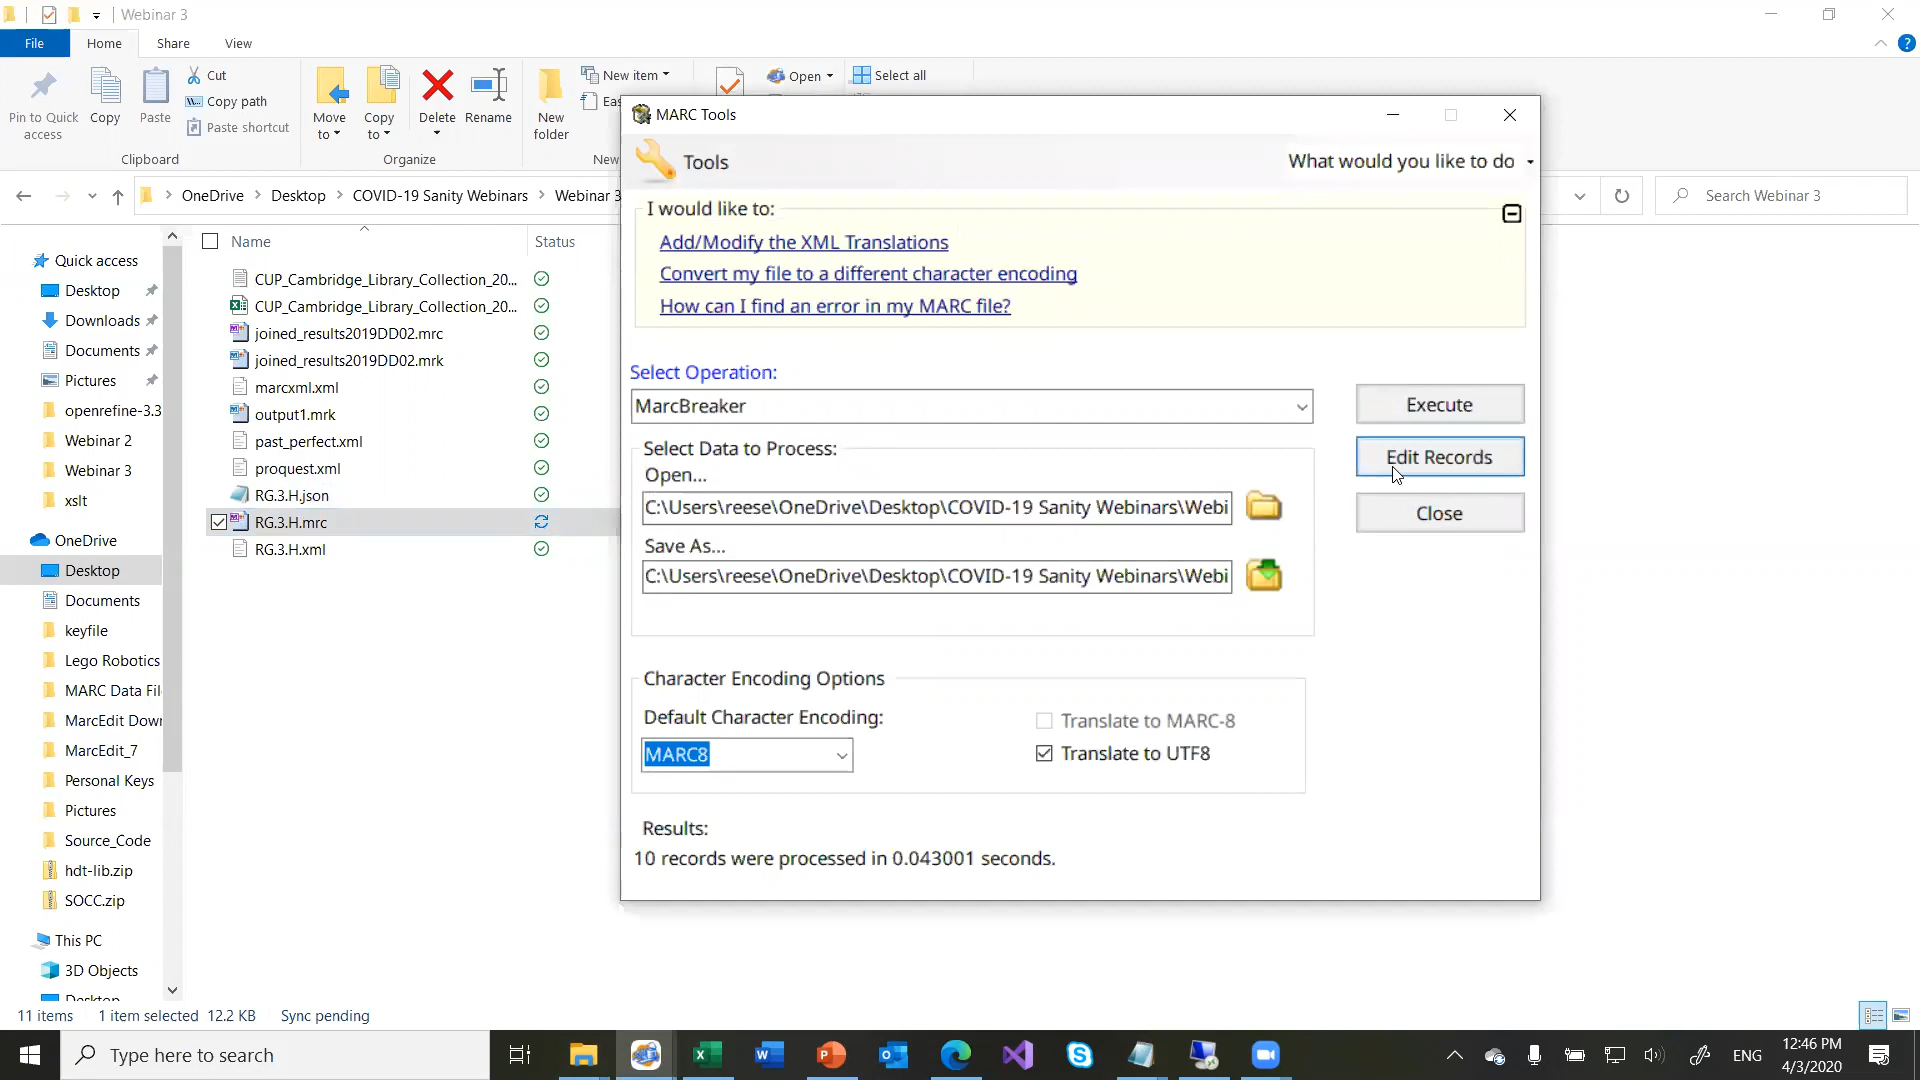 Webinar 3
File
Home
Share
View
Pin to Quick
access
Copy
Paste
Cut
Copy path
Paste shortcut
Clipboard
Move
to
Copy
to
Delete
Rename
Organize
New
folder
New item
New
Open
Select all
OneDrive
Desktop
COVID-19 Sanity Webinars
Webinar 3
Search Webinar 3
Quick access
Desktop
Downloads
Documents
Pictures
openrefine-3.3
Webinar 2
Webinar 3
xslt
OneDrive
Desktop
Documents
keyfile
Lego Robotics
MARC Data Fil
MarcEdit Dowr
MarcEdit_7
Personal Keys
Pictures
Source_Code
hdt-lib.zip
SOCC.zip
This PC
3D Objects
Desktop
Name
Status
CUP_Cambridge_Library_Collection_20...
CUP_Cambridge_Library_Collection_20...
joined_results2019DD02.mrc
joined_results2019DD02.mrk
marcxml.xml
output1.mrk
past_perfect.xml
proquest.xml
RG.3.H.json
RG.3.H.mrc
RG.3.H.xml
MARC Tools
Tools
What would you like to do
I would like to:
Add/Modify the XML Translations
Convert my file to a different character encoding
How can I find an error in my MARC file?
Select Operation:
MarcBreaker
Execute
Edit Records
Close
Select Data to Process:
Open...
C:\Users\reese\OneDrive\Desktop\COVID-19 Sanity Webinars\Webi
Save As...
C:\Users\reese\OneDrive\Desktop\COVID-19 Sanity Webinars\Webi
Character Encoding Options
Default Character Encoding:
MARC8
Translate to MARC-8
Translate to UTF8
Results:
10 records were processed in 0.043001 seconds.
11 items
1 item selected
12.2 KB
Sync pending
Type here to search
ENG
12:46 PM
4/3/2020